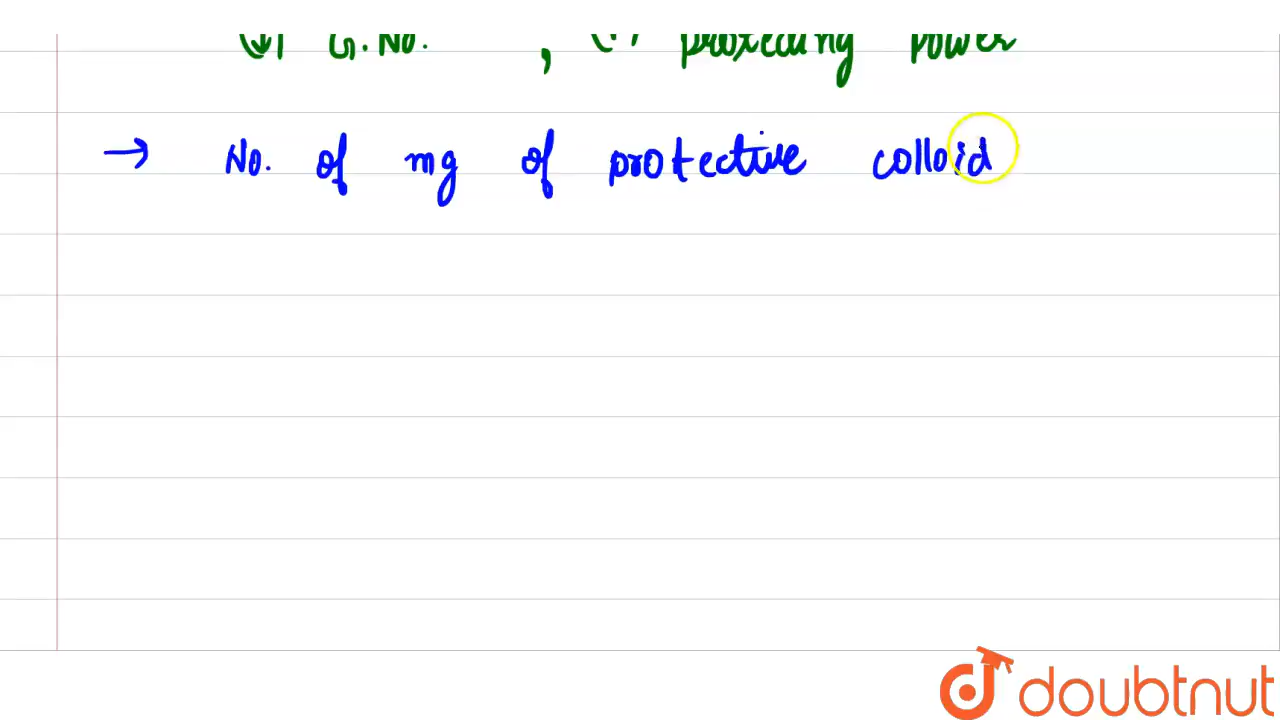 (↓) G.No. , (↑) protecting power
→ No. of mg of protective colloid
doubtnut